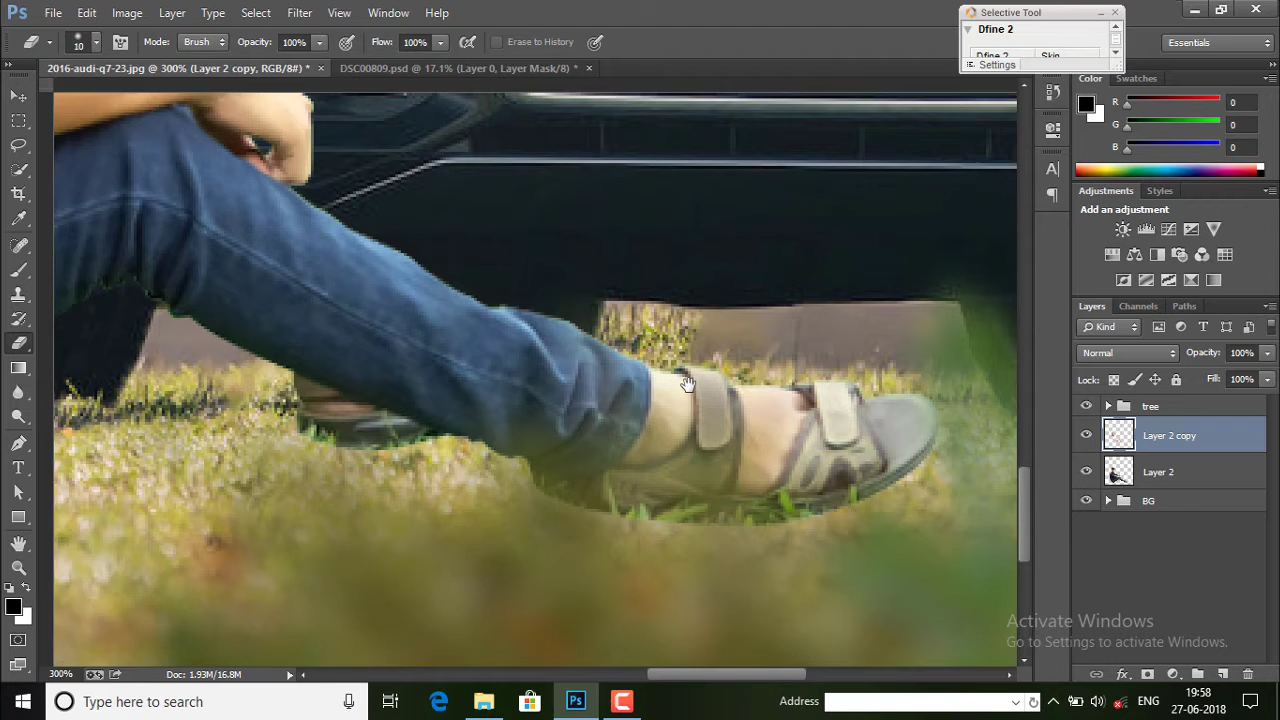 Ps File Edit Image Layer Type Select Filter 3D View Window Help
Selective Tool
Dfine 2
Dfine 2 Skin
Settings
10 Mode: Brush Opacity: 100% Flow: 100% Erase to History
Essentials
2016-audi-q7-23.jpg @ 300% (Layer 2 copy, RGB/8#) * × DSC00809.psd @ 17.1% (Layer 0, Layer Mask/8) * ×
Color Swatches
R 0
G 0
B 0
Adjustments Styles
Add an adjustment
Layers Channels Paths
Kind
Normal Opacity: 100%
Lock: Fill: 100%
tree
Layer 2 copy
Layer 2
BG
Activate Windows
Go to Settings to activate Windows.
300% Doc: 1.93M/16.8M
Type here to search
Address
ENG
19:58
27-06-2018